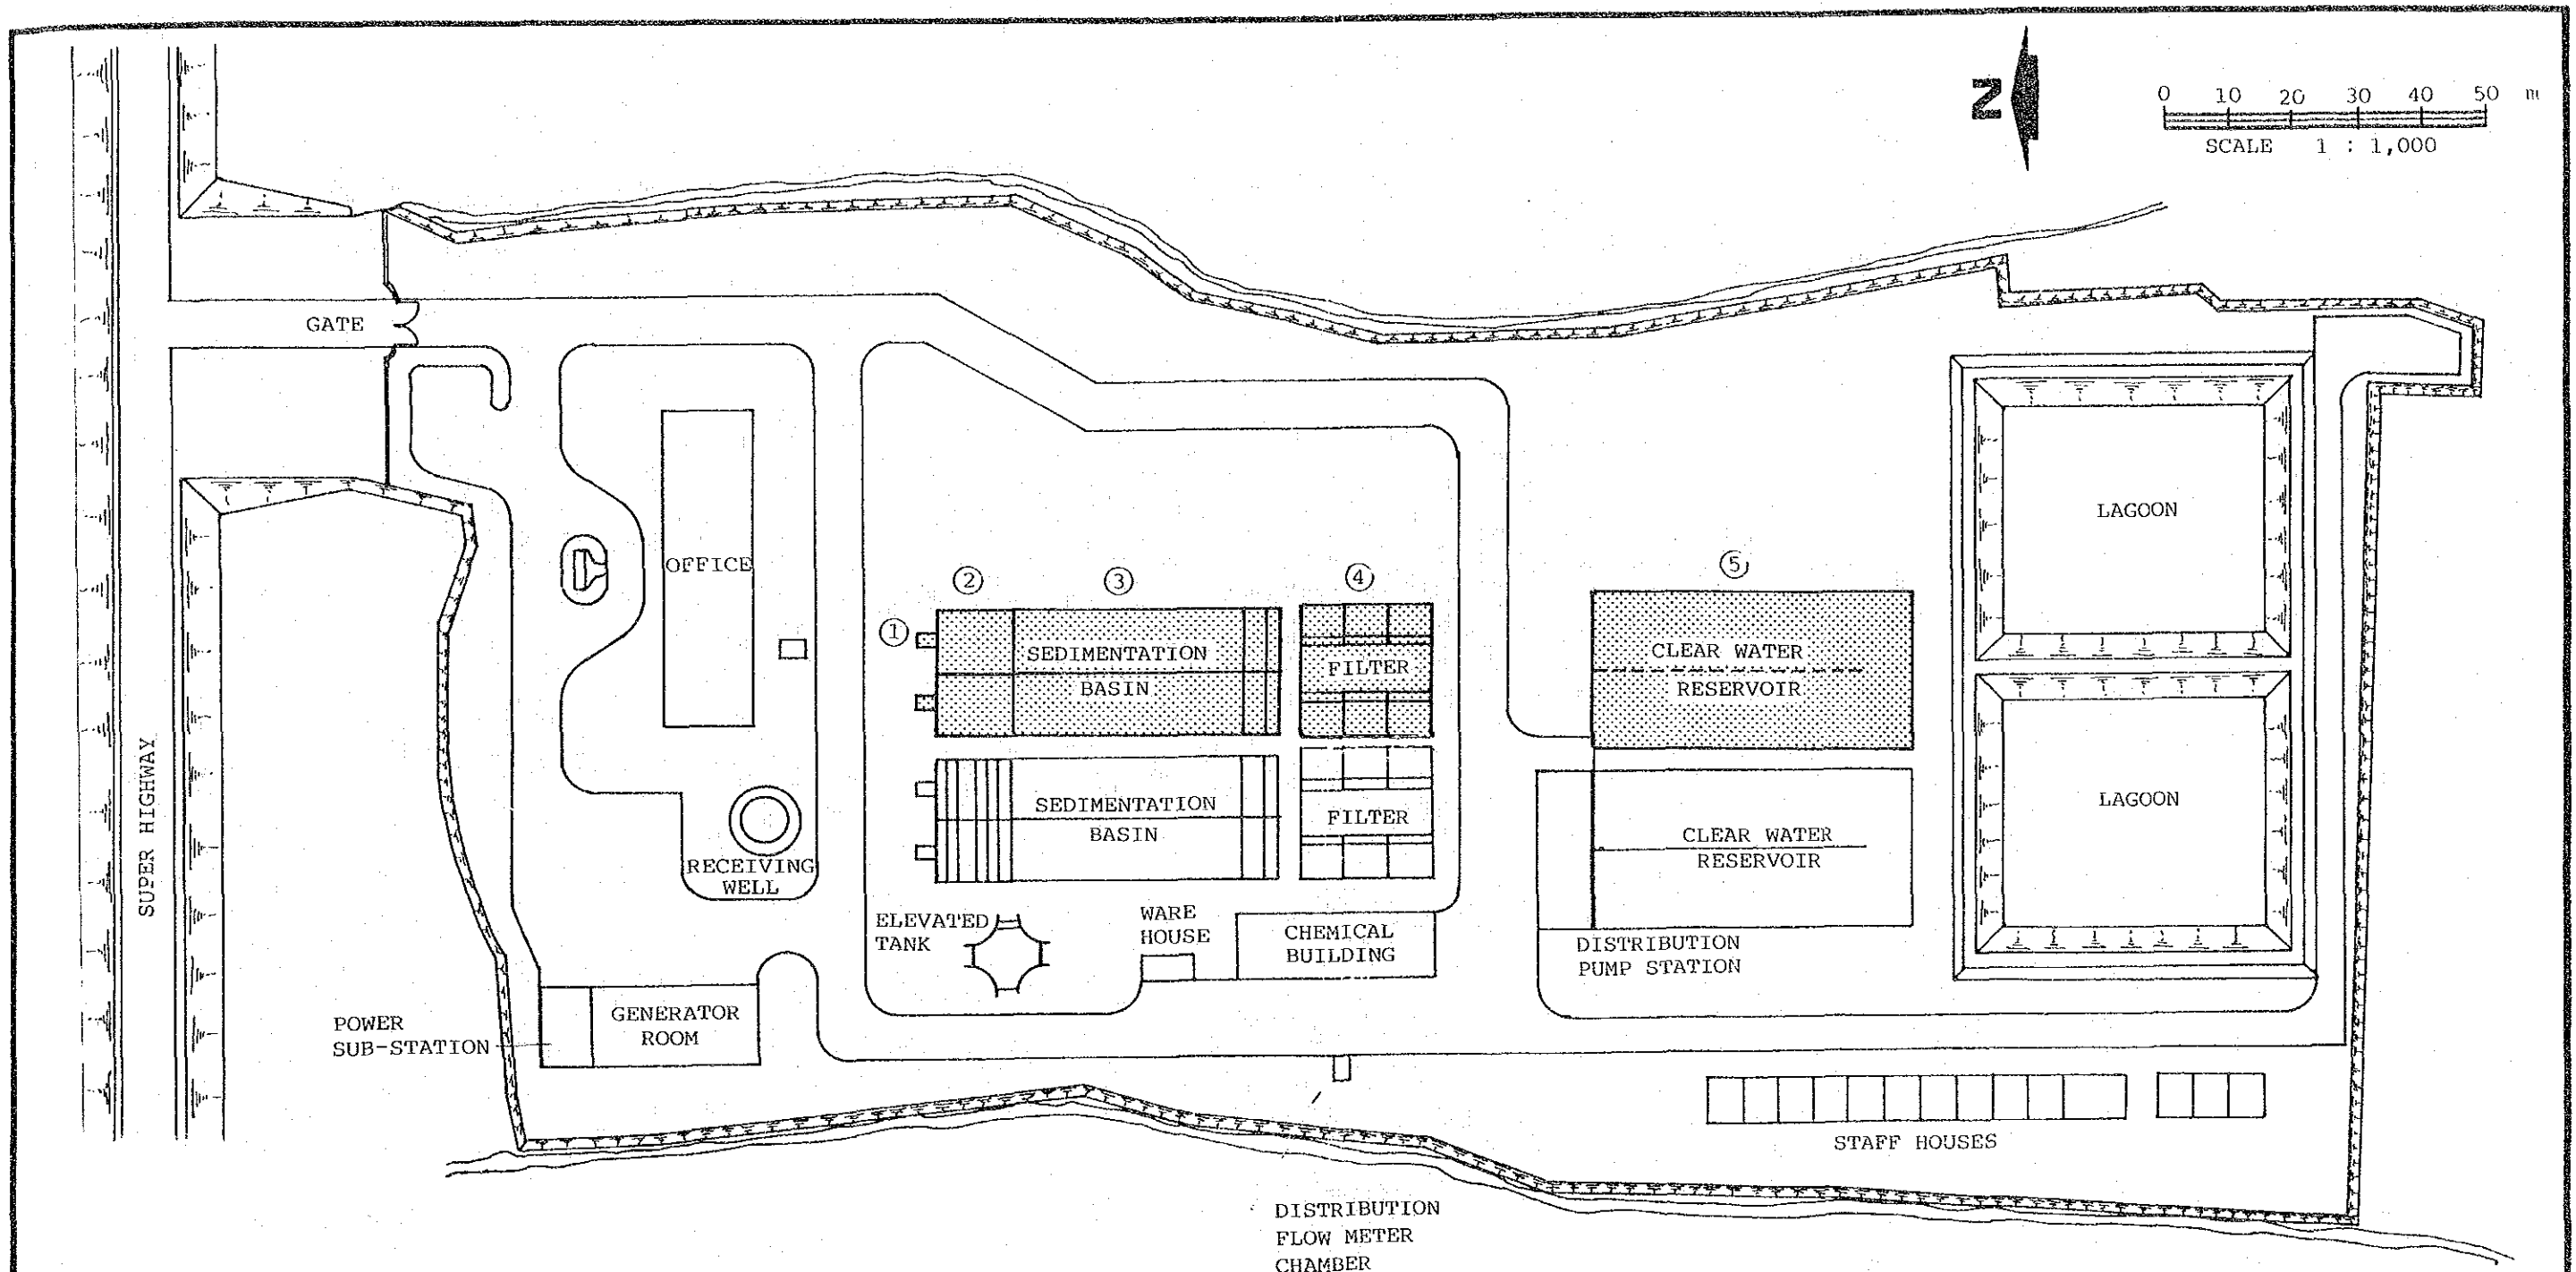 N
0 10 20 30 40 50 m
SCALE 1 : 1,000
GATE
OFFICE
LAGOON
① ② ③ ④ ⑤
SEDIMENTATION
BASIN
FILTER
CLEAR WATER
RESERVOIR
SUPER HIGHWAY
SEDIMENTATION
BASIN
FILTER
CLEAR WATER
RESERVOIR
LAGOON
RECEIVING
WELL
ELEVATED
TANK
WARE
HOUSE
CHEMICAL
BUILDING
DISTRIBUTION
PUMP STATION
POWER
SUB-STATION
GENERATOR
ROOM
STAFF HOUSES
DISTRIBUTION
FLOW METER
CHAMBER